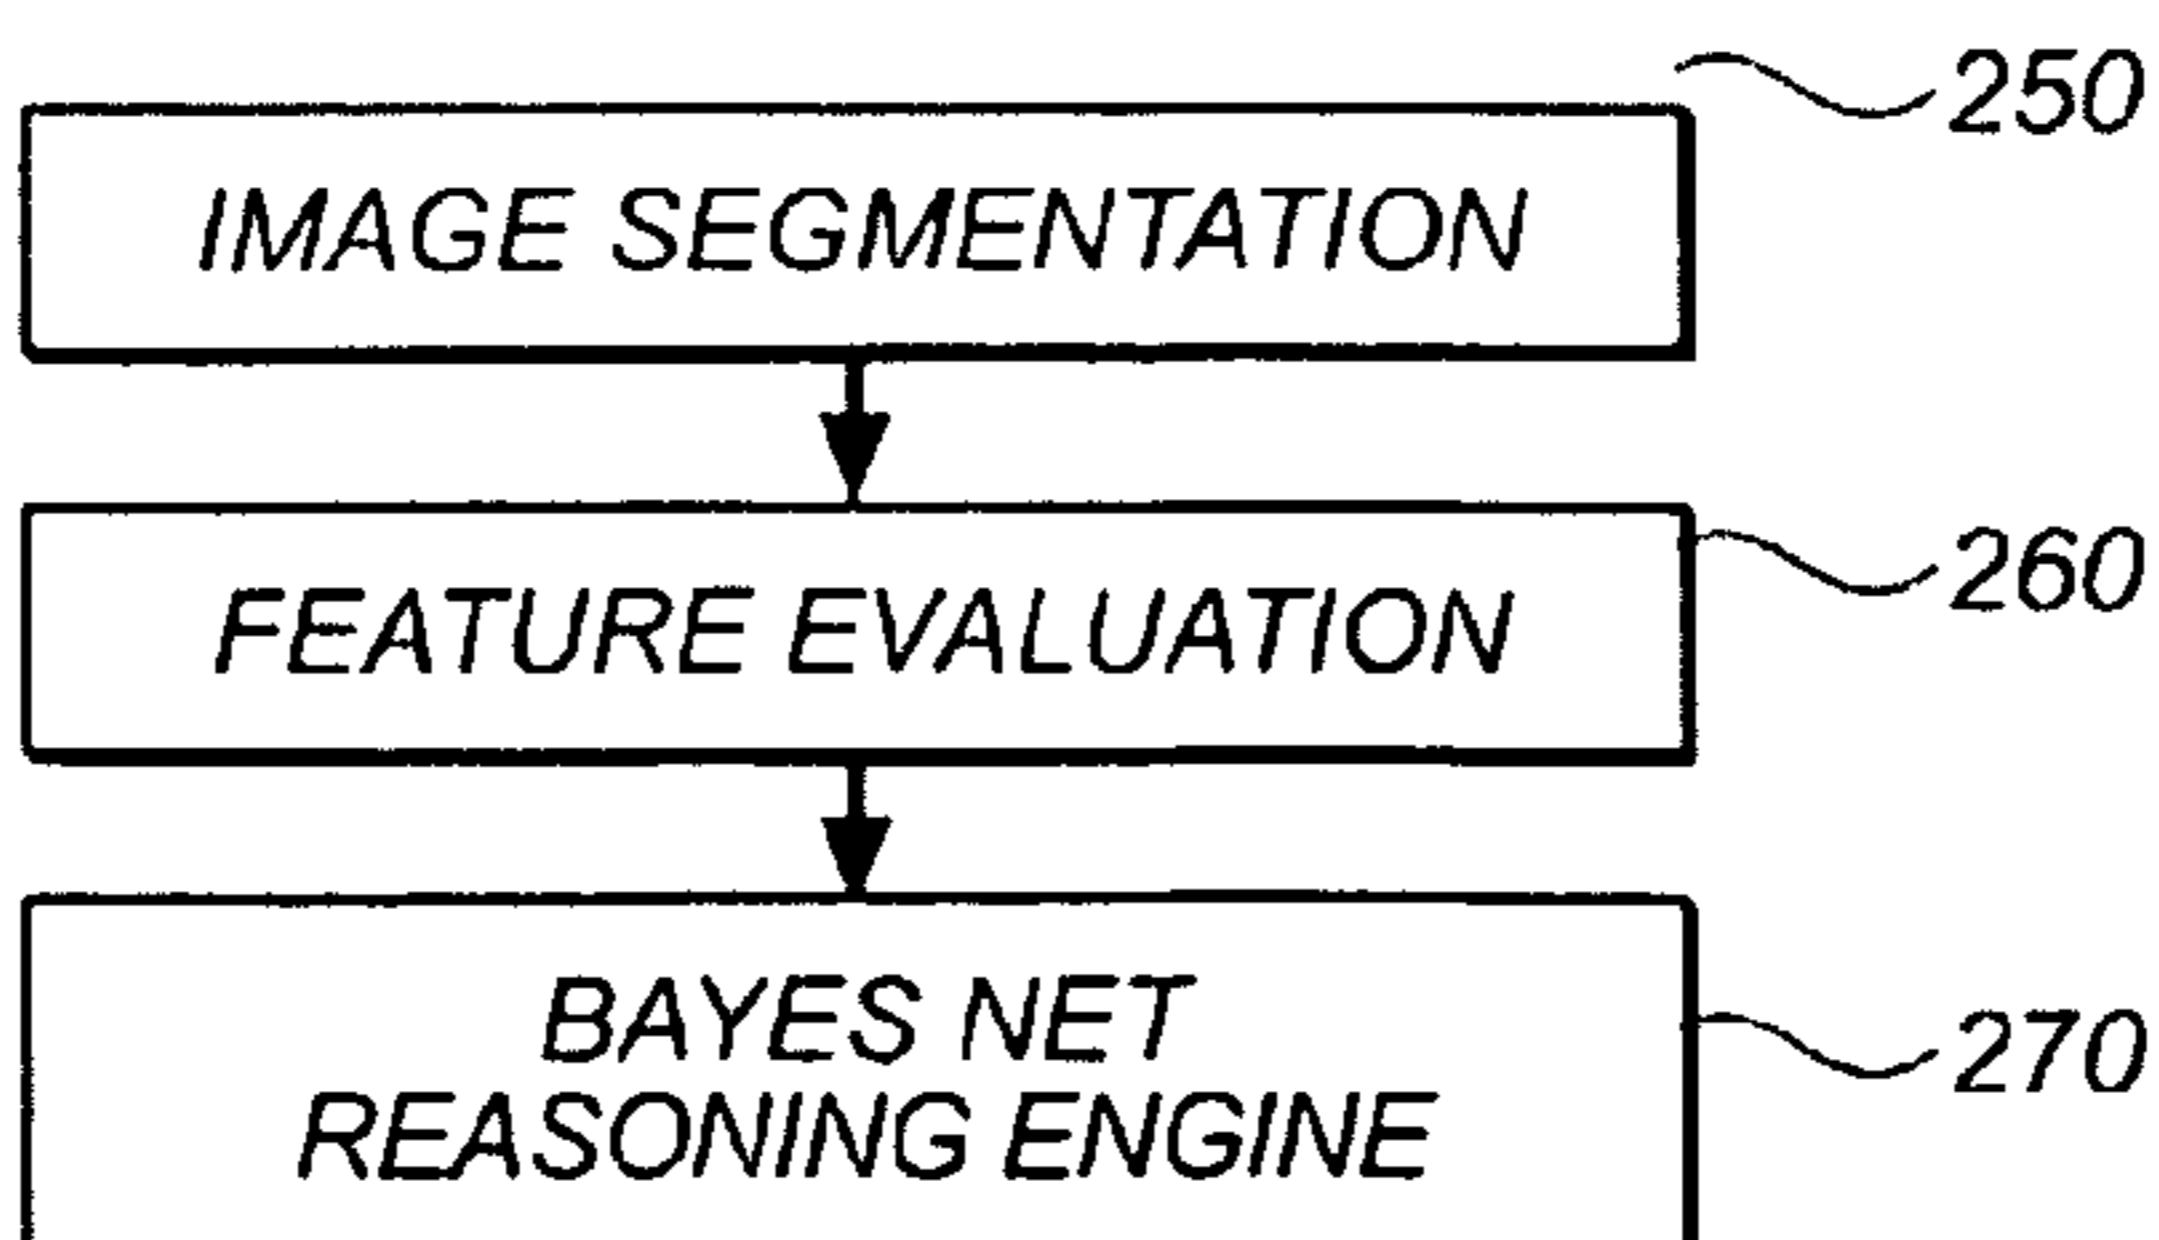 250
IMAGE SEGMENTATION
260
FEATURE EVALUATION
270
BAYES NET
REASONING ENGINE